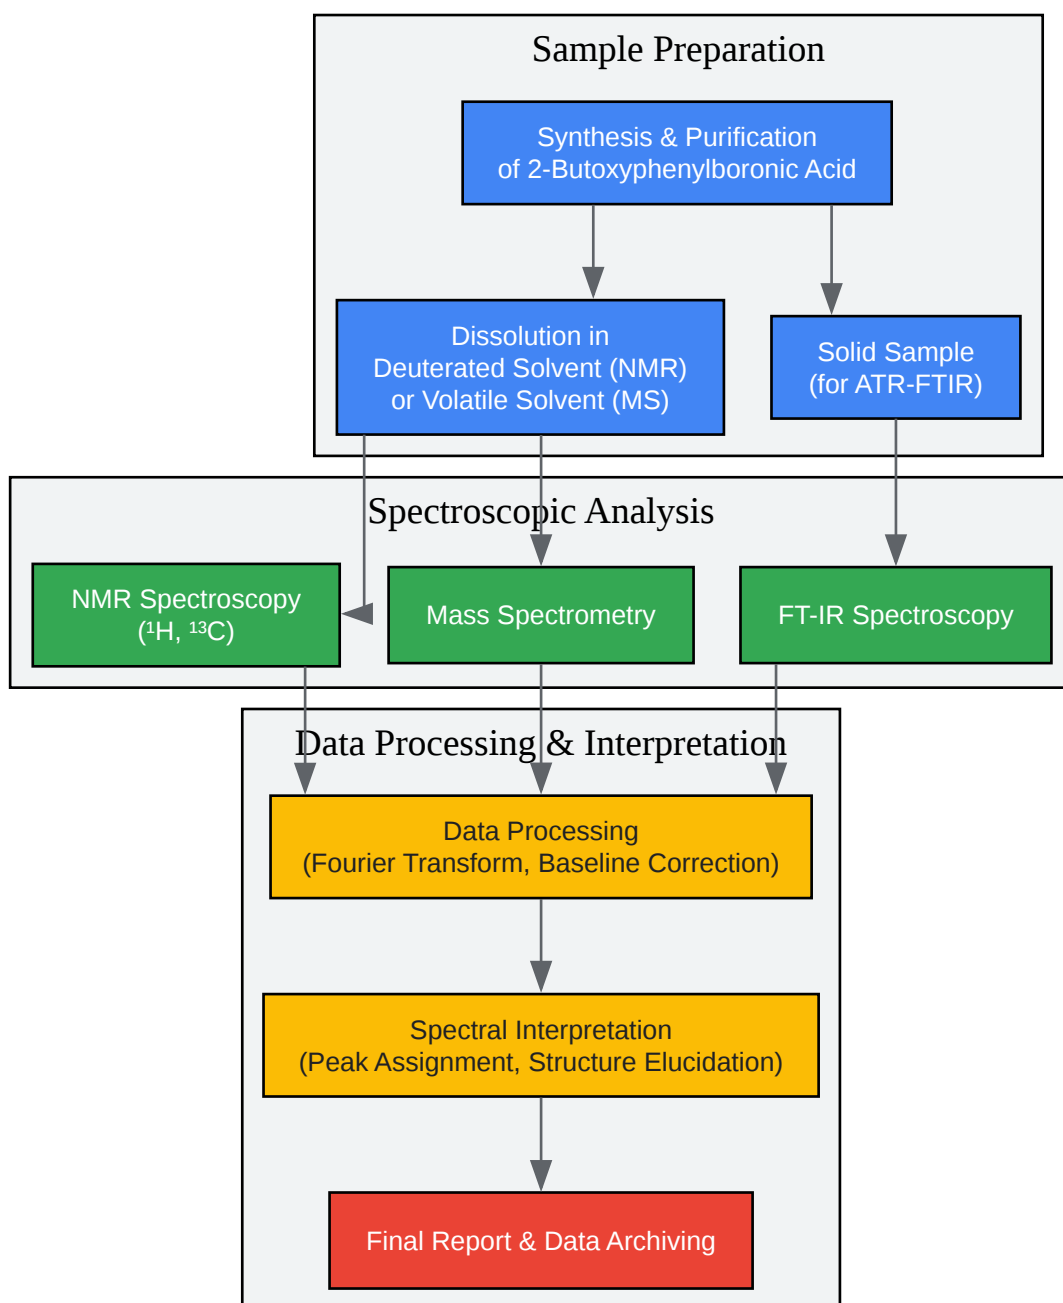 Sample Preparation
Synthesis & Purification
of 2-Butoxyphenylboronic Acid
Dissolution in
Deuterated Solvent (NMR)
or Volatile Solvent (MS)
Solid Sample
(for ATR-FTIR)
Spectroscopic Analysis
NMR Spectroscopy
(¹H, ¹³C)
Mass Spectrometry
FT-IR Spectroscopy
Data Processing & Interpretation
Data Processing
(Fourier Transform, Baseline Correction)
Spectral Interpretation
(Peak Assignment, Structure Elucidation)
Final Report & Data Archiving